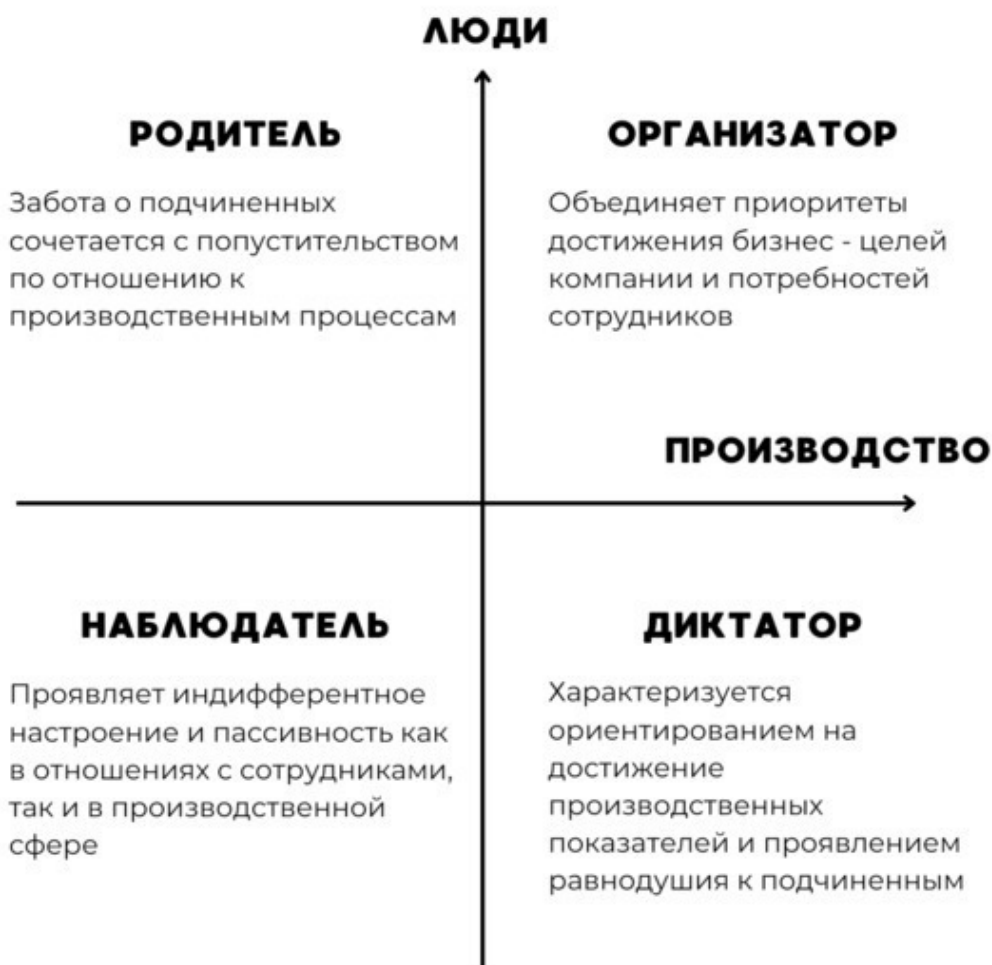 ЛЮДИ
РОДИТЕЛЬ
Забота о подчиненных
сочетается с попустительством
по отношению к
производственным процессам
ОРГАНИЗАТОР
Объединяет приоритеты
достижения бизнес - целей
компании и потребностей
сотрудников
ПРОИЗВОДСТВО
НАБЛЮДАТЕЛЬ
Проявляет индифферентное
настроение и пассивность как
в отношениях с сотрудниками,
так и в производственной
сфере
ДИКТАТОР
Характеризуется
ориентированием на
достижение
производственных
показателей и проявлением
равнодушия к подчиненным